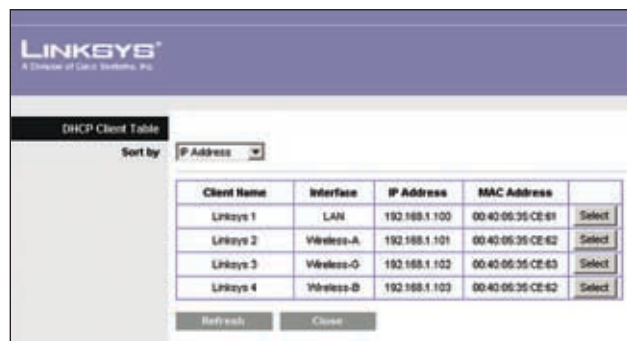 LINKSYS®
A Division of Cisco Systems, Inc.
DHCP Client Table
Sort by IP Address
Client Name Interface IP Address MAC Address
Linksys 1 LAN 192.168.1.100 00:40:05:35:CE:61 Select
Linksys 2 Wireless-A 192.168.1.101 00:40:05:35:CE:62 Select
Linksys 3 Wireless-G 192.168.1.102 00:40:05:35:CE:63 Select
Linksys 4 Wireless-B 192.168.1.103 00:40:05:35:CE:62 Select
Refresh Close